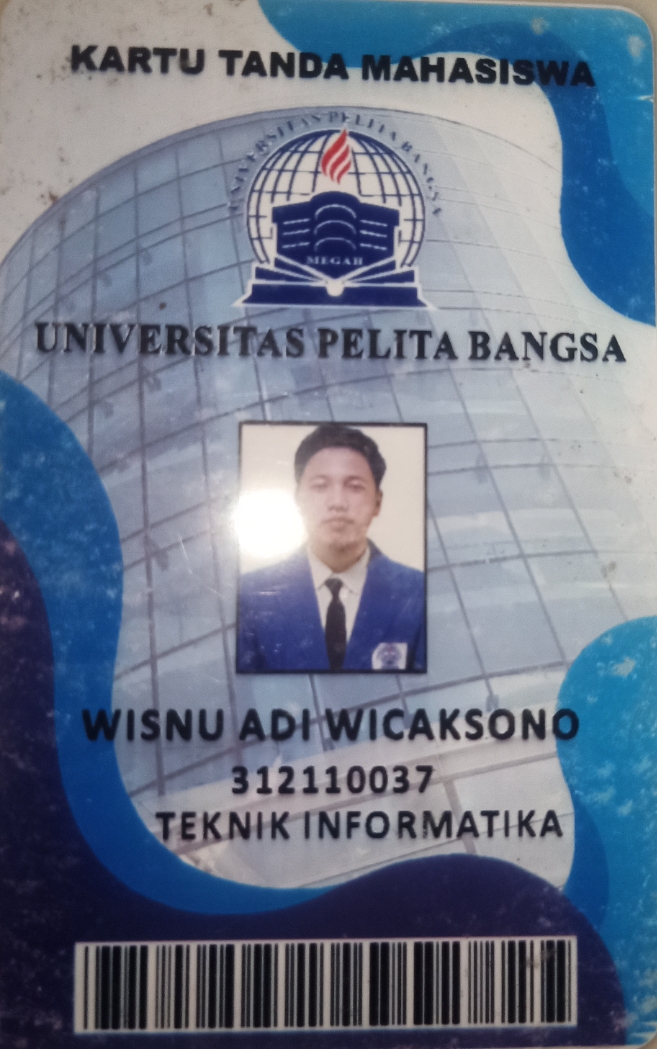 KARTU TANDA MAHASISWA
UNIVERSITAS PELITA BANGSA
MEGAH
UNIVERSITAS PELITA BANGSA
WISNU ADI WICAKSONO
312110037
TEKNIK INFORMATIKA